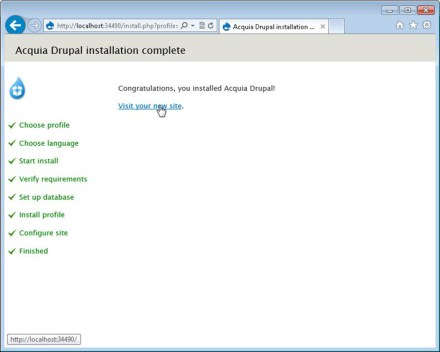 http://localhost:34490/install.php?profile=
Acquia Drupal installation ...
Acquia Drupal installation complete
Congratulations, you installed Acquia Drupal!
Visit your new site.
Choose profile
Choose language
Start install
Verify requirements
Set up database
Install profile
Configure site
Finished
http://localhost:34490/